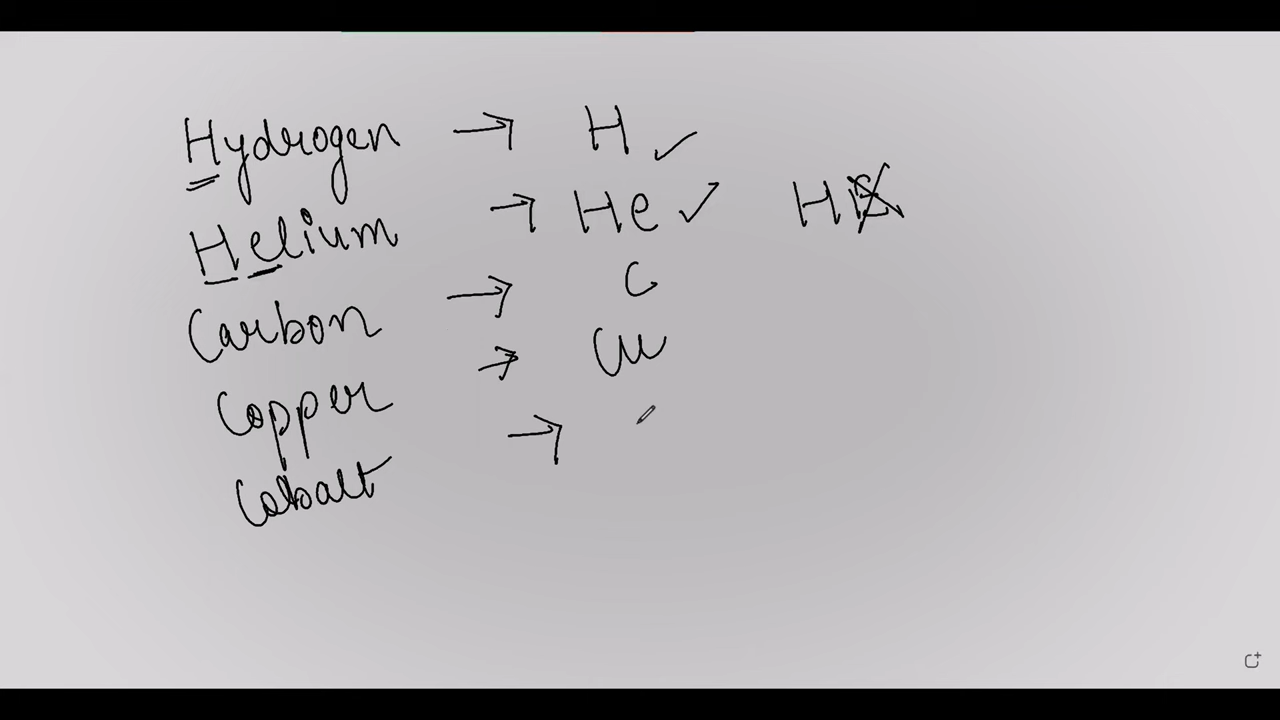 Hydrogen → H ✓
Helium → He ✓ HE
Carbon → C
Copper → Cu
Cobalt →